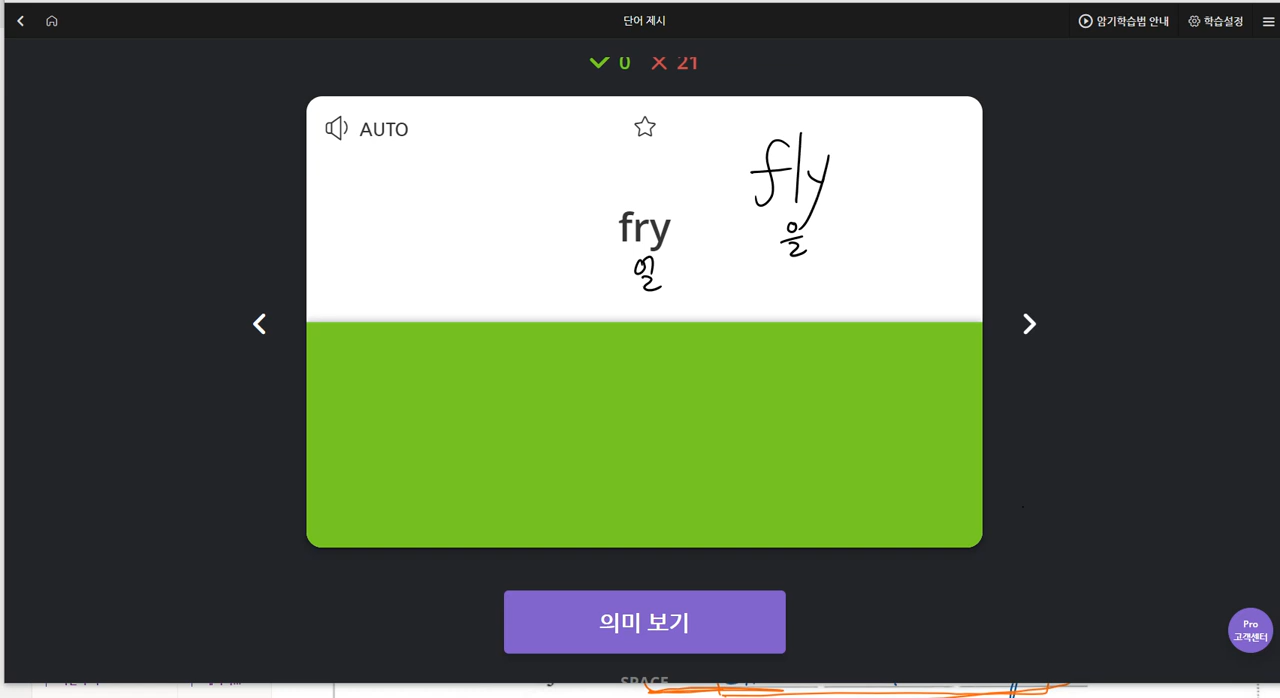 단어 제시
암기학습법 안내
학습설정
0 21
AUTO
fly
을
fry
일
의미 보기
Pro
고객센터
SPACE